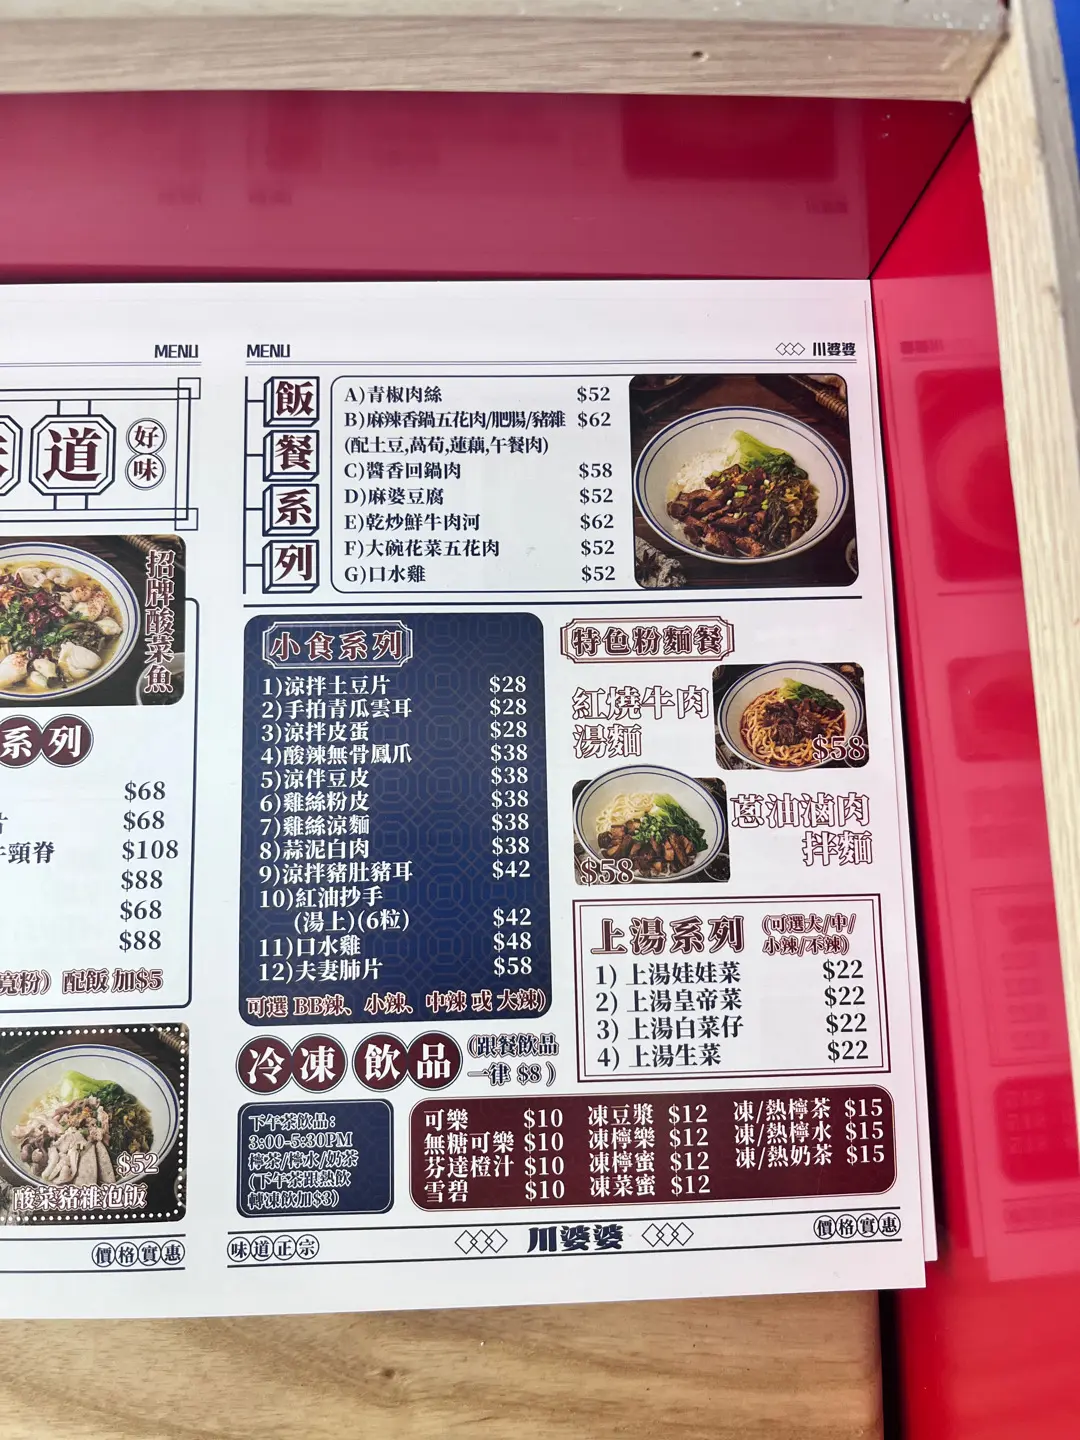 MENU
道
好味
招牌酸菜魚
系列
$68
$68
頸脊 $108
$88
$68
$88
配飯加$5
$52
酸菜豬雜泡飯
價格實惠
MENU
川婆婆
飯餐系列
A)青椒肉絲 $52
B)麻辣香鍋五花肉/肥腸/豬雜 $62
(配土豆,萵荀,蓮藕,午餐肉)
C)醬香回鍋肉 $58
D)麻婆豆腐 $52
E)乾炒鮮牛肉河 $62
F)大碗花菜五花肉 $52
G)口水雞 $52
小食系列
1)涼拌土豆片 $28
2)手拍青瓜雲耳 $28
3)涼拌皮蛋 $28
4)酸辣無骨鳳爪 $38
5)涼伴豆皮 $38
6)雞絲粉皮 $38
7)雞絲涼麵 $38
8)蒜泥白肉 $38
9)涼拌豬肚豬耳 $42
10)紅油抄手
(湯上)(6粒) $42
11)口水雞 $48
12)夫妻肺片 $58
可選 BB辣、小辣、中辣 或 大辣)
特色粉麵餐
紅燒牛肉
湯麵
$58
蔥油滷肉
拌麵
$58
上湯系列
(可選大/中/
小辣/不辣)
1) 上湯娃娃菜 $22
2) 上湯皇帝菜 $22
3) 上湯白菜仔 $22
4) 上湯生菜 $22
冷凍飲品
(跟餐飲品
一律 $8 )
下午茶飲品:
3:00-5:30PM
檸茶/檸水/奶茶
(下午茶跟熱飲
轉凍飲加$3)
可樂 $10 凍豆漿 $12 凍/熱檸茶 $15
無糖可樂 $10 凍檸樂 $12 凍/熱檸水 $15
芬達橙汁 $10 凍檸蜜 $12 凍/熱奶茶 $15
雪碧 $10 凍菜蜜 $12
味道正宗
川婆婆
價格實惠